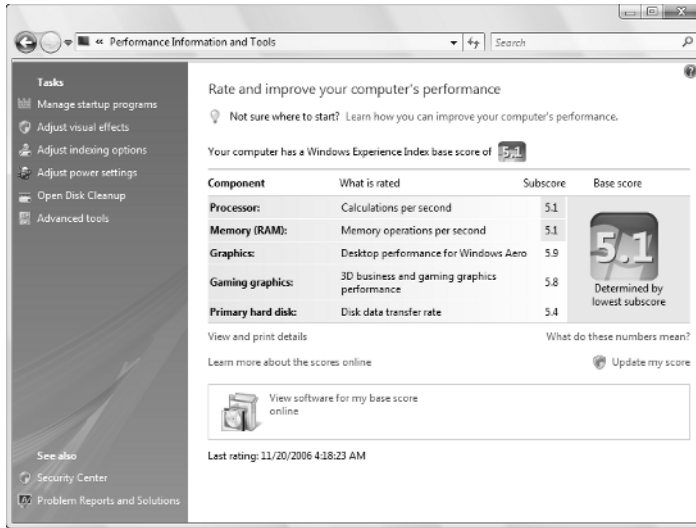 « Performance Information and Tools
Search
Tasks
Manage startup programs
Adjust visual effects
Adjust indexing options
Adjust power settings
Open Disk Cleanup
Advanced tools
See also
Security Center
Problem Reports and Solutions
Rate and improve your computer's performance
Not sure where to start? Learn how you can improve your computer's performance.
Your computer has a Windows Experience Index base score of 5.1
Component What is rated Subscore Base score
Processor: Calculations per second 5.1
Memory (RAM): Memory operations per second 5.1
Graphics: Desktop performance for Windows Aero 5.9
Gaming graphics: 3D business and gaming graphics
performance 5.8
Primary hard disk: Disk data transfer rate 5.4
5.1
Determined by
lowest subscore
View and print details What do these numbers mean?
Learn more about the scores online Update my score
View software for my base score
online
Last rating: 11/20/2006 4:18:23 AM